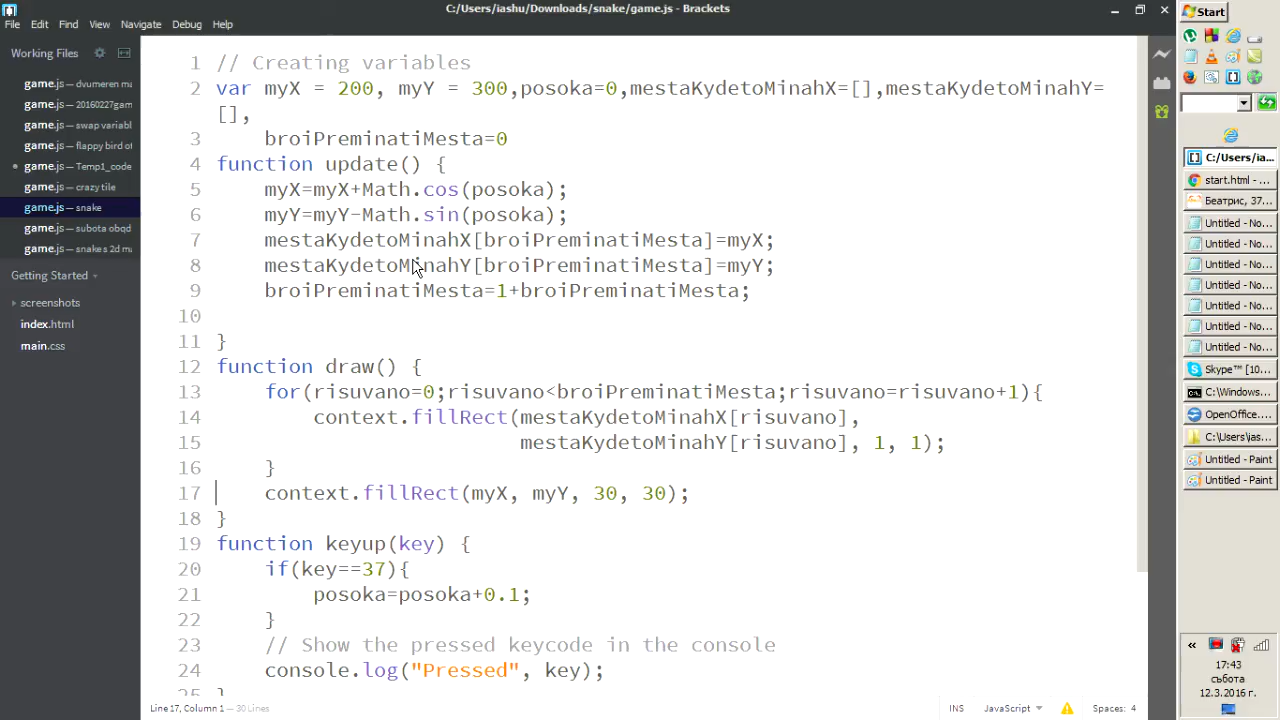 C:/Users/iashu/Downloads/snake/game.js - Brackets
File Edit Find View Navigate Debug Help
Working Files
game.js — dvumeren m
game.js — 20160227gam
game.js — swap variabl
game.js — flappy bird o
game.js — Temp1_code
game.js — crazy tile
game.js — snake
game.js — subota obqd
game.js — snake s 2d m
Getting Started
screenshots
index.html
main.css
1 // Creating variables
2 var myX = 200, myY = 300,posoka=0,mestaKydetoMinahX=[],mestaKydetoMinahY=
[],
3 broiPreminatiMesta=0
4 function update() {
5 myX=myX+Math.cos(posoka);
6 myY=myY-Math.sin(posoka);
7 mestaKydetoMinahX[broiPreminatiMesta]=myX;
8 mestaKydetoMinahY[broiPreminatiMesta]=myY;
9 broiPreminatiMesta=1+broiPreminatiMesta;
10
11 }
12 function draw() {
13 for(risuvano=0;risuvano<broiPreminatiMesta;risuvano=risuvano+1){
14 context.fillRect(mestaKydetoMinahX[risuvano],
15 mestaKydetoMinahY[risuvano], 1, 1);
16 }
17 context.fillRect(myX, myY, 30, 30);
18 }
19 function keyup(key) {
20 if(key==37){
21 posoka=posoka+0.1;
22 }
23 // Show the pressed keycode in the console
24 console.log("Pressed", key);
25 }
Line 17, Column 1 — 30 Lines
INS
JavaScript
Spaces: 4
Start
C:/Users/ia...
start.html - ...
Беатрис, 37...
Untitled - No...
Untitled - No...
Untitled - No...
Untitled - No...
Untitled - No...
Untitled - No...
Untitled - No...
Skype™ [10...
C:\Windows...
OpenOffice....
C:\Users\ias...
Untitled - Paint
Untitled - Paint
«
17:43
събота
12.3.2016 г.